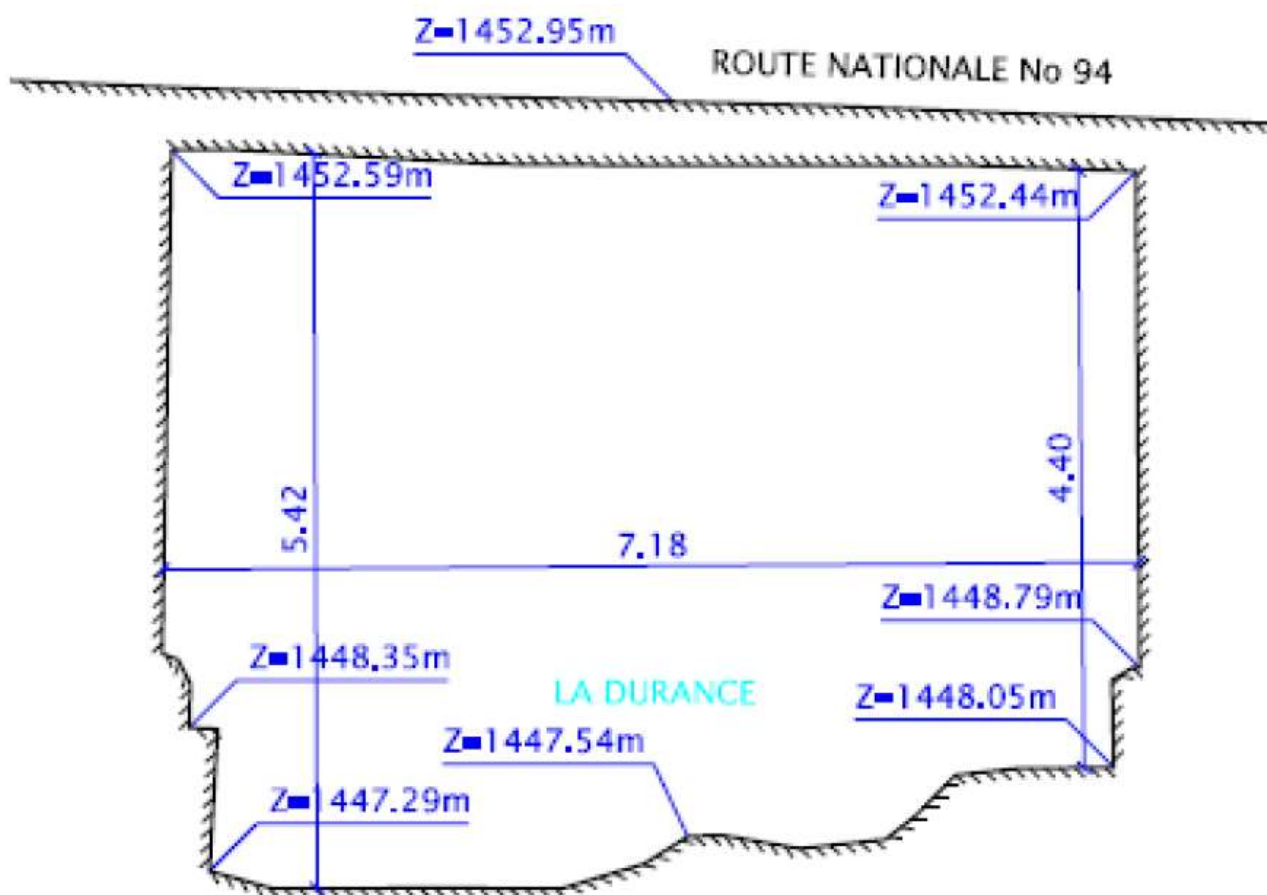 Z=1452.95m
ROUTE NATIONALE No 94
Z=1452.59m
Z=1452.44m
5.42
4.40
7.18
Z=1448.79m
Z=1448.35m
LA DURANCE
Z=1448.05m
Z=1447.54m
Z=1447.29m